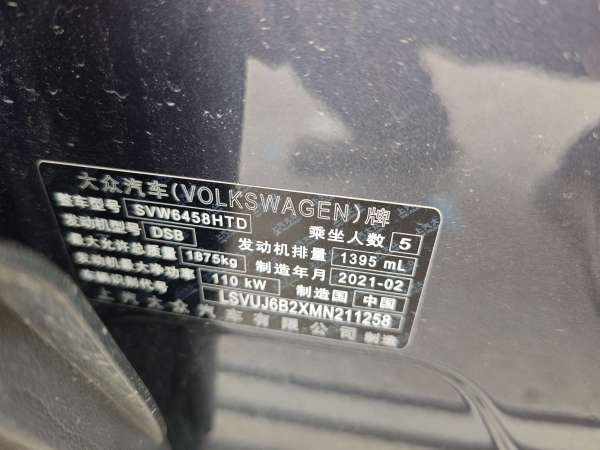 大众汽车(VOLKSWAGEN)牌
整车型号 SVW6458HTD 乘坐人数 5
发动机型号 DSB 发动机排量 1395 mL
最大允许总质量 1875kg 制造年月 2021-02
发动机最大净功率 110 kW 制造国 中国
车辆识别代号 LSVUJ6B2XMN211258
上汽大众汽车有限公司 制造